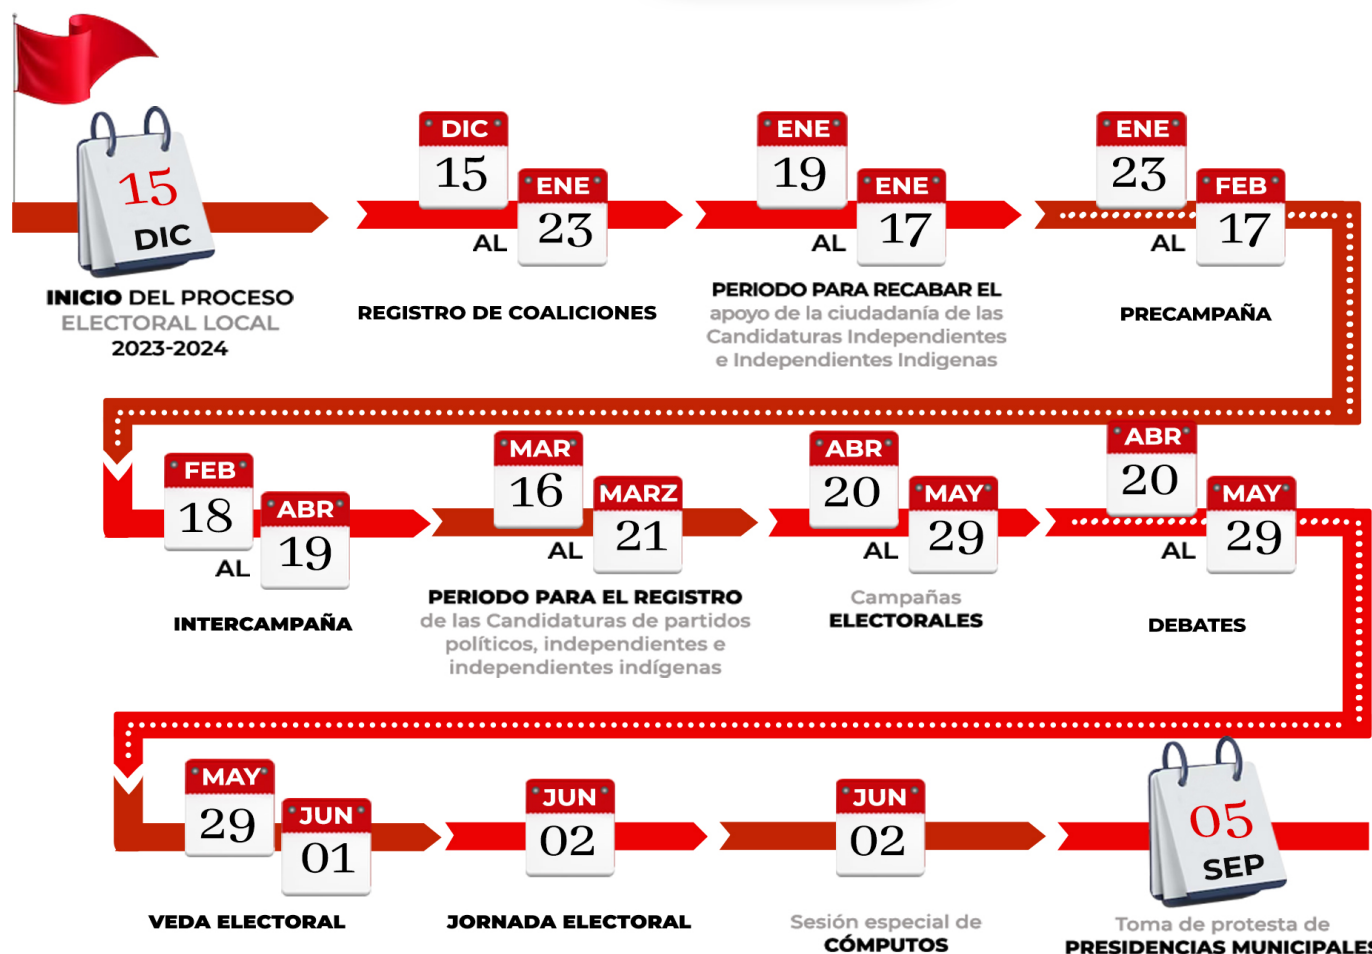 15
DIC
INICIO DEL PROCESO
ELECTORAL LOCAL
2023-2024
DIC
15
AL
ENE
23
REGISTRO DE COALICIONES
ENE
19
AL
ENE
17
PERIODO PARA RECABAR EL
apoyo de la ciudadanía de las
Candidaturas Independientes
e Independientes Indigenas
ENE
23
AL
FEB
17
PRECAMPAÑA
FEB
18
AL
ABR
19
INTERCAMPAÑA
MAR
16
AL
MARZ
21
PERIODO PARA EL REGISTRO
de las Candidaturas de partidos
políticos, independientes e
independientes indígenas
ABR
20
AL
MAY
29
Campañas
ELECTORALES
ABR
20
AL
MAY
29
DEBATES
MAY
29
JUN
01
VEDA ELECTORAL
JUN
02
JORNADA ELECTORAL
JUN
02
Sesión especial de
CÓMPUTOS
05
SEP
Toma de protesta de
PRESIDENCIAS MUNICIPALES